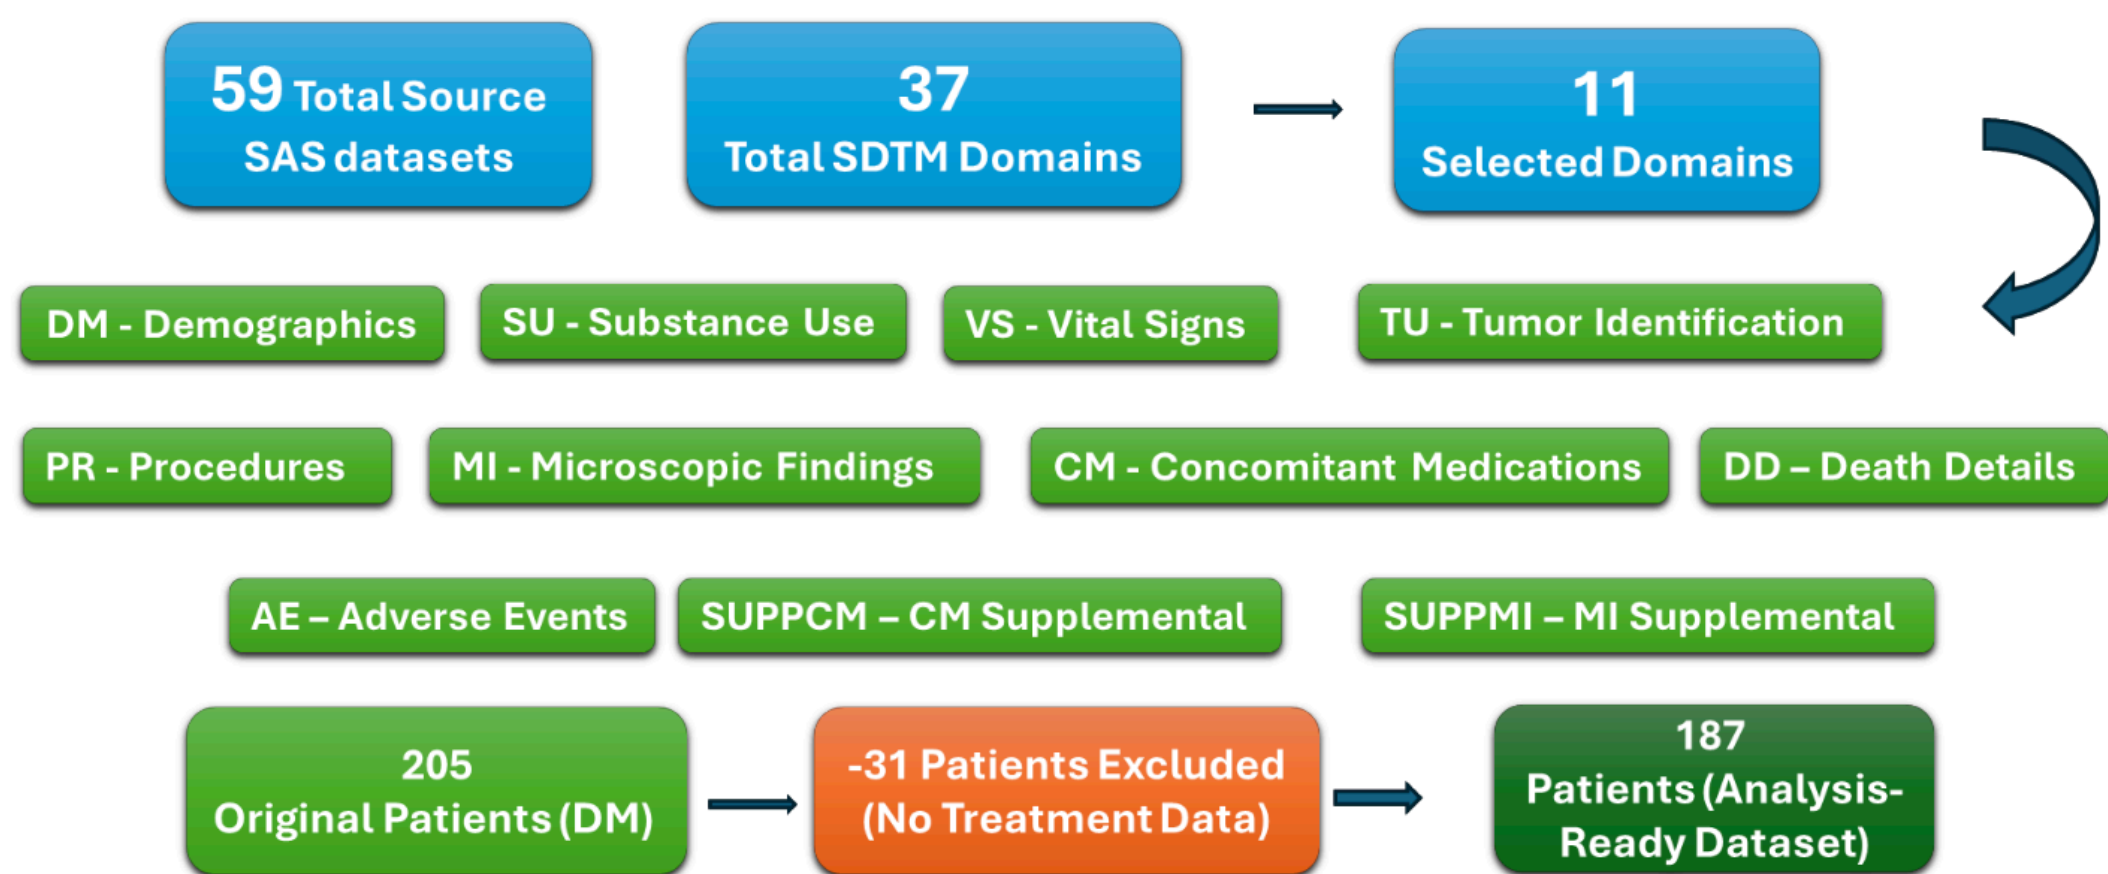 59 Total Source
SAS datasets
37
Total SDTM Domains
11
Selected Domains
DM - Demographics
SU - Substance Use
VS - Vital Signs
TU - Tumor Identification
PR - Procedures
MI - Microscopic Findings
CM - Concomitant Medications
DD – Death Details
AE – Adverse Events
SUPPCM – CM Supplemental
SUPPMI – MI Supplemental
205
Original Patients (DM)
-31 Patients Excluded
(No Treatment Data)
187
Patients (Analysis-
Ready Dataset)